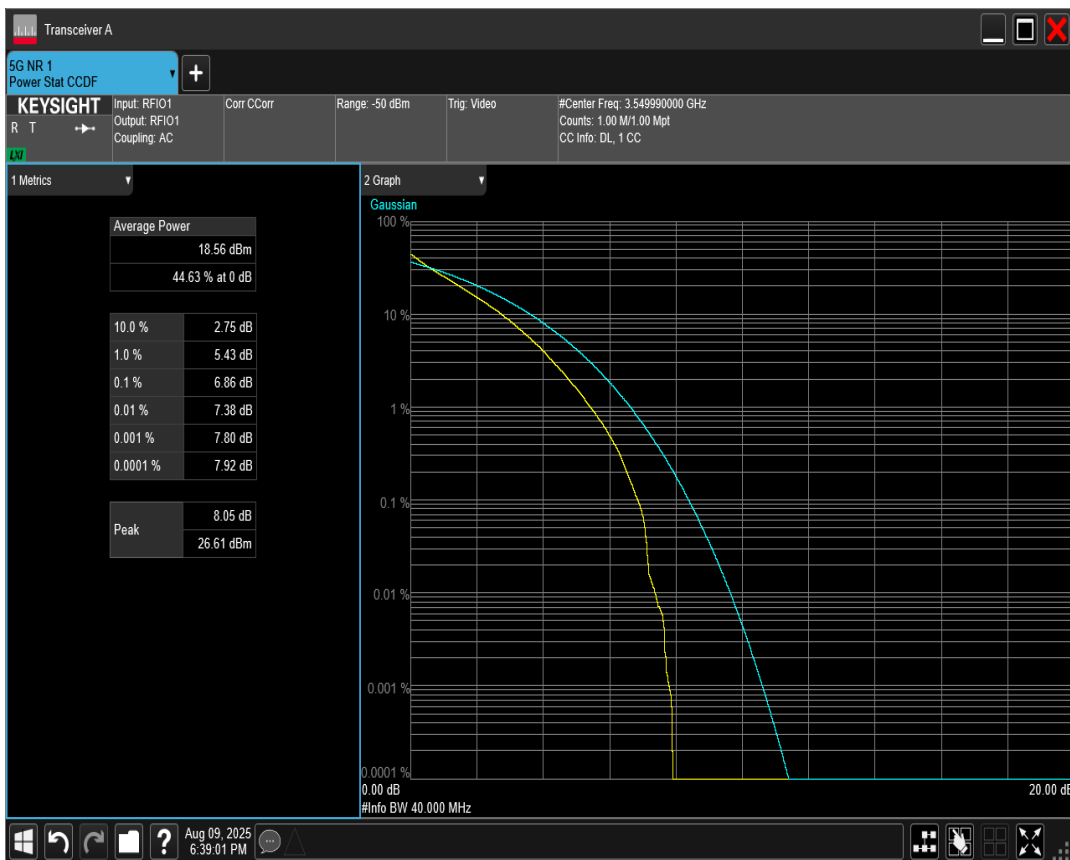 Transceiver A
5G NR 1
Power Stat CCDF
KEYSIGHT
R T
LXI
Input: RFIO1
Output: RFIO1
Coupling: AC
Corr CCorr
Range: -50 dBm
Trig: Video
#Center Freq: 3.549990000 GHz
Counts: 1.00 M/1.00 Mpt
CC Info: DL, 1 CC
1 Metrics
Average Power
18.56 dBm
44.63 % at 0 dB
10.0 % 2.75 dB
1.0 % 5.43 dB
0.1 % 6.86 dB
0.01 % 7.38 dB
0.001 % 7.80 dB
0.0001 % 7.92 dB
Peak
8.05 dB
26.61 dBm
2 Graph
Gaussian
100 %
10 %
1 %
0.1 %
0.01 %
0.001 %
0.0001 %
0.00 dB 20.00 dB
#Info BW 40.000 MHz
?
Aug 09, 2025
6:39:01 PM